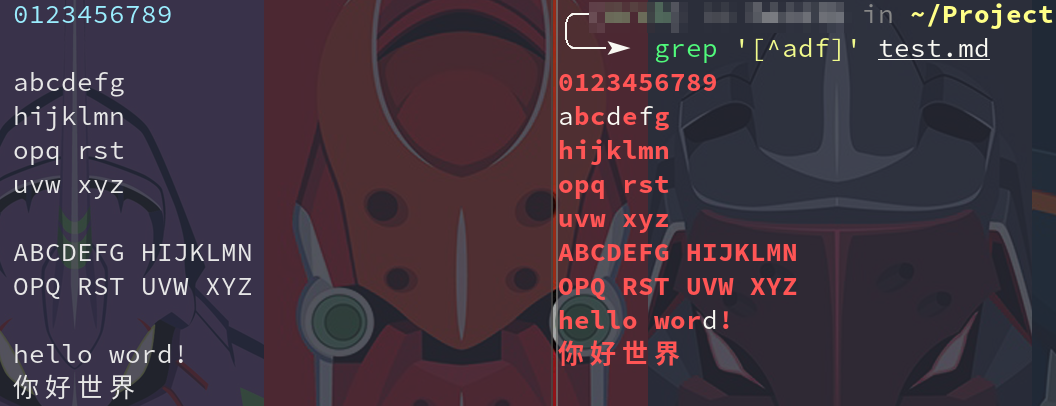 0123456789
abcdefg
hijklmn
opq rst
uvw xyz
ABCDEFG HIJKLMN
OPQ RST UVW XYZ
hello word!
你好世界
in ~/Project
grep '[^adf]' test.md
0123456789
abcdefg
hijklmn
opq rst
uvw xyz
ABCDEFG HIJKLMN
OPQ RST UVW XYZ
hello word!
你好世界